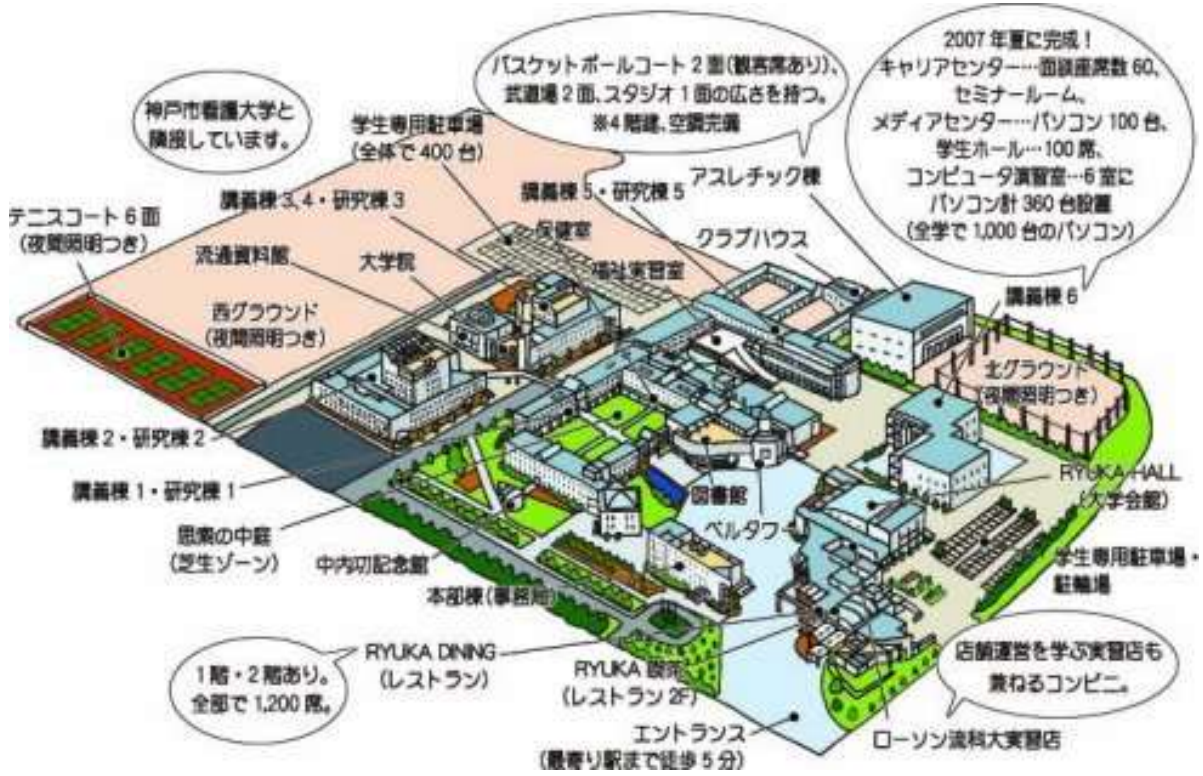 神戸市看護大学と
隣接しています。
学生専用駐車場
(全体で400台)
バスケットボールコート2面(観客席あり)、
武道場2面、スタジオ1面の広さを持つ。
※4階建、空調完備
2007年夏に完成!
キャリアセンター…面談座席数60、
セミナールーム、
メディアセンター…パソコン100台、
学生ホール…100席、
コンピュータ演習室…6室に
パソコン計360台設置
(全学で1,000台のパソコン)
講義棟3,4・研究棟3
講義棟5・研究棟5
アスレチック棟
テニスコート6面
(夜間照明つき)
流通資料館
大学院
保健室
福祉実習室
クラブハウス
講義棟6
西グラウンド
(夜間照明つき)
北グラウンド
(夜間照明つき)
講義棟2・研究棟2
講義棟1・研究棟1
図書館
RYUKA HALL
(大学会館)
思索の中庭
(芝生ゾーン)
中内㓛記念館
ベルタワー
本部棟(事務局)
学生専用駐車場・
駐輪場
1階・2階あり。
全部で1,200席。
RYUKA DINING
(レストラン)
RYUKA
(レストラン2F)
店舗運営を学ぶ実習店も
兼ねるコンビニ。
エントランス
(最寄り駅まで徒歩5分)
ローソン流科大実習店